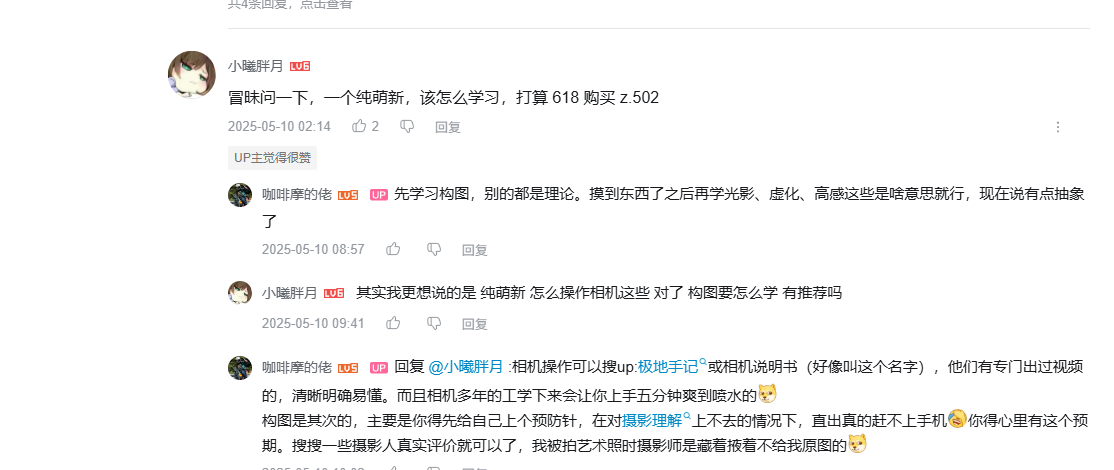 共4条回复，点击查看
小曦胖月 LV6
冒昧问一下，一个纯萌新，该怎么学习，打算 618 购买 z.502
2025-05-10 02:14 2 回复
UP主觉得很赞
咖啡摩的佬 LV5 UP 先学习构图，别的都是理论。摸到东西了之后再学光影、虚化、高感这些是啥意思就行，现在说有点抽象
了
2025-05-10 08:57 回复
小曦胖月 LV6 其实我更想说的是 纯萌新 怎么操作相机这些 对了 构图要怎么学 有推荐吗
2025-05-10 09:41 回复
咖啡摩的佬 LV5 UP 回复 @小曦胖月 :相机操作可以搜up:极地手记或相机说明书（好像叫这个名字），他们有专门出过视频
的，清晰明确易懂。而且相机多年的工学下来会让你上手五分钟爽到喷水的
构图是其次的，主要是你得先给自己上个预防针，在对摄影理解上不去的情况下，直出真的赶不上手机你得心里有这个预
期。搜搜一些摄影人真实评价就可以了，我被拍艺术照时摄影师是藏着掖着不给我原图的